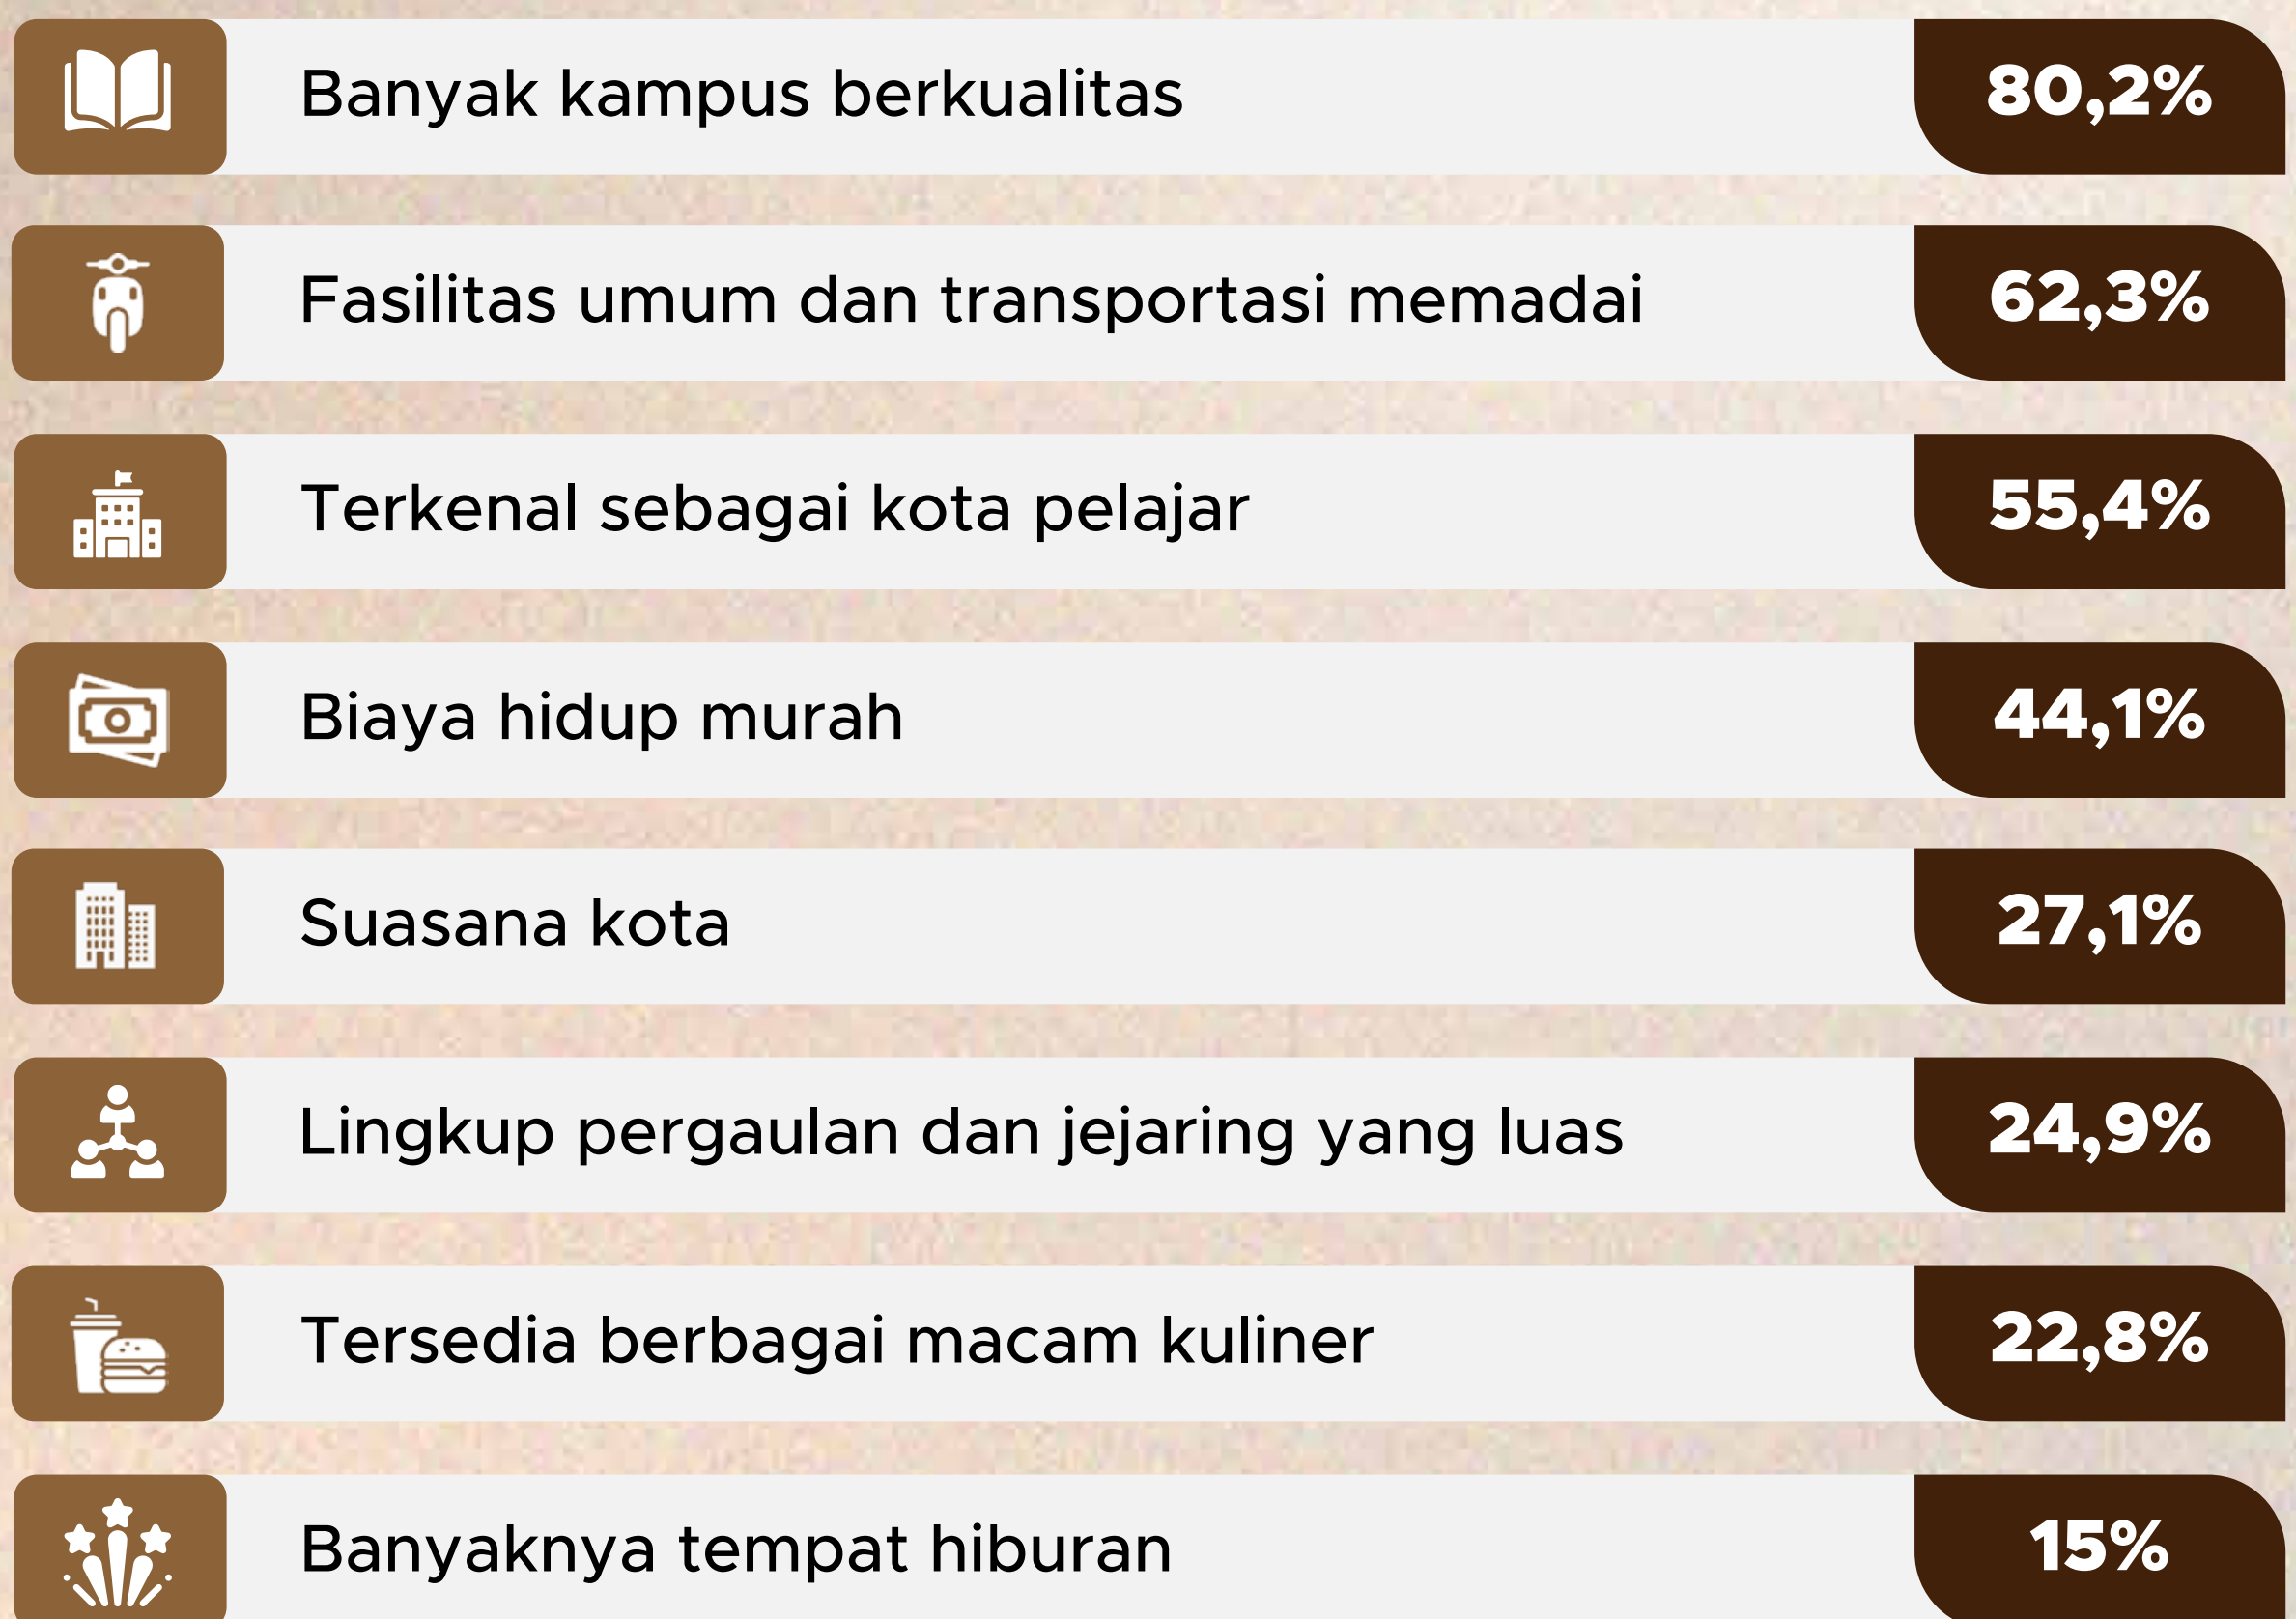 Banyak kampus berkualitas 80,2%
Fasilitas umum dan transportasi memadai 62,3%
Terkenal sebagai kota pelajar 55,4%
Biaya hidup murah 44,1%
Suasana kota 27,1%
Lingkup pergaulan dan jejaring yang luas 24,9%
Tersedia berbagai macam kuliner 22,8%
Banyaknya tempat hiburan 15%